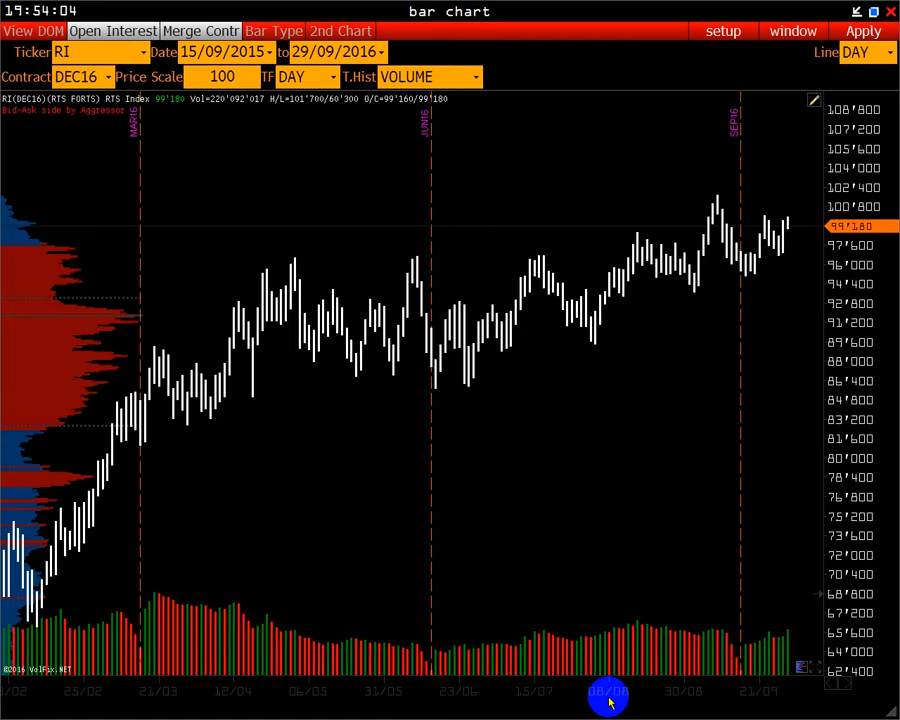 19:54:04 bar chart
View DOM Open Interest Merge Contr Bar Type 2nd Chart setup window Apply
Ticker RI Date 15/09/2015 to 29/09/2016 Line DAY
Contract DEC16 Price Scale 100 TF DAY T.Hist VOLUME
RI(DEC16)(RTS FORTS) RTS Index 99'180 Vol=220'092'017 H/L=101'700/60'300 O/C=99'160/99'180
Bid-Ask side by Aggressor
MAR16
JUN16
SEP16
108'800
107'200
105'600
104'000
102'400
100'800
99'180
97'600
96'000
94'400
92'800
91'200
89'600
88'000
86'400
84'800
83'200
81'600
80'000
78'400
76'800
75'200
73'600
72'000
70'400
68'800
67'200
65'600
64'000
62'400
©2016 VolFix.NET
25/02 21/03 12/04 06/05 31/05 23/06 15/07 08/08 30/08 21/09